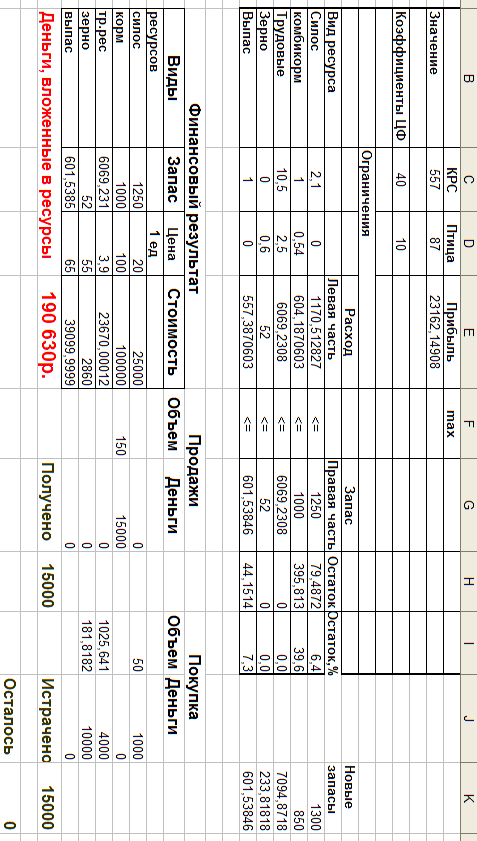 B C D E F G H I J K
КРС Птица Прибыль max
Значение 557 87 23162,14908
Коэффициенты ЦФ 40 10
Ограничения
Расход Запас Новые
Вид ресурса Левая часть Правая часть Остаток Остаток,% запасы
Силос 2,1 0 1170,512827 <= 1250 79,4872 6,4 1300
комбикорм 1 0,54 604,1870603 <= 1000 395,813 39,6 850
Трудовые 10,5 2,5 6069,2308 <= 6069,2308 0 0,0 7094,8718
Зерно 0 0,6 52 <= 52 0 0,0 233,81818
Выпас 1 0 557,3870603 <= 601,53846 44,1514 7,3 601,53846
Финансовый результат Продажи Покупка
Виды Запас Цена Стоимость Объем Деньги Объем Деньги
ресурсов 1 ед
силос 1250 20 25000 0 50 1000
корм 1000 100 100000 150 15000 0
тр.рес 6069,231 3,9 23670,00012 0 1025,641 4000
зерно 52 55 2860 0 181,8182 10000
выпас 601,5385 65 39099,9999 0 0
Деньги, вложенные в ресурсы 190 630р. Получено 15000 Истрачено 15000
Осталось 0